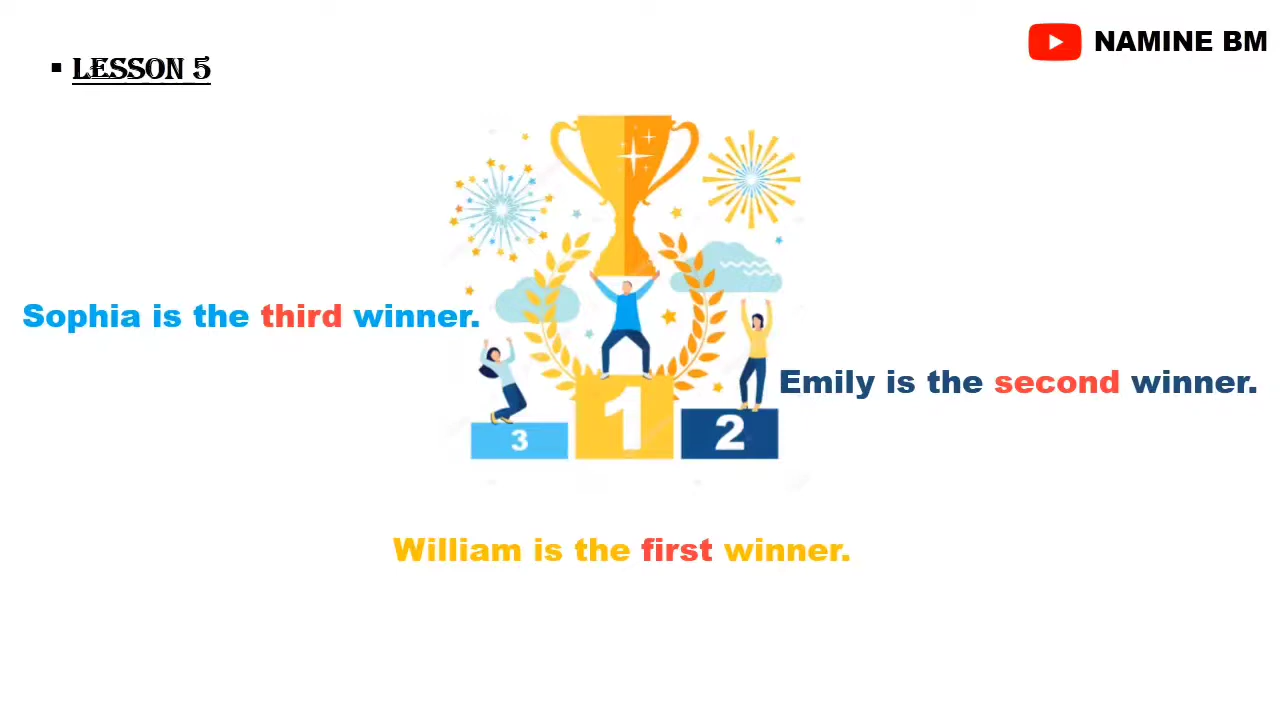 NAMINE BM
▪ LESSON 5
Sophia is the third winner.
Emily is the second winner.
3
1
2
William is the first winner.